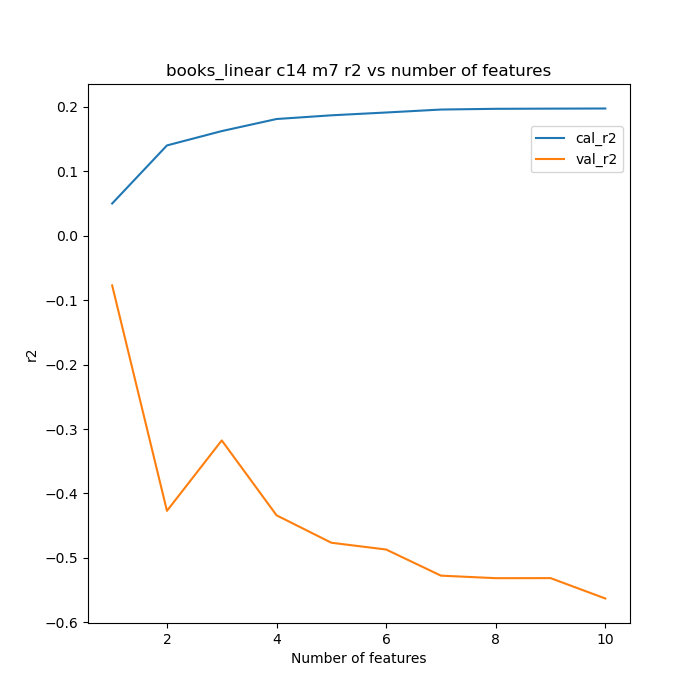 books_linear c14 m7 r2 vs number of features
0.2
0.1
0.0
−0.1
−0.2
−0.3
−0.4
−0.5
−0.6
r2
cal_r2
val_r2
2
4
6
8
10
Number of features